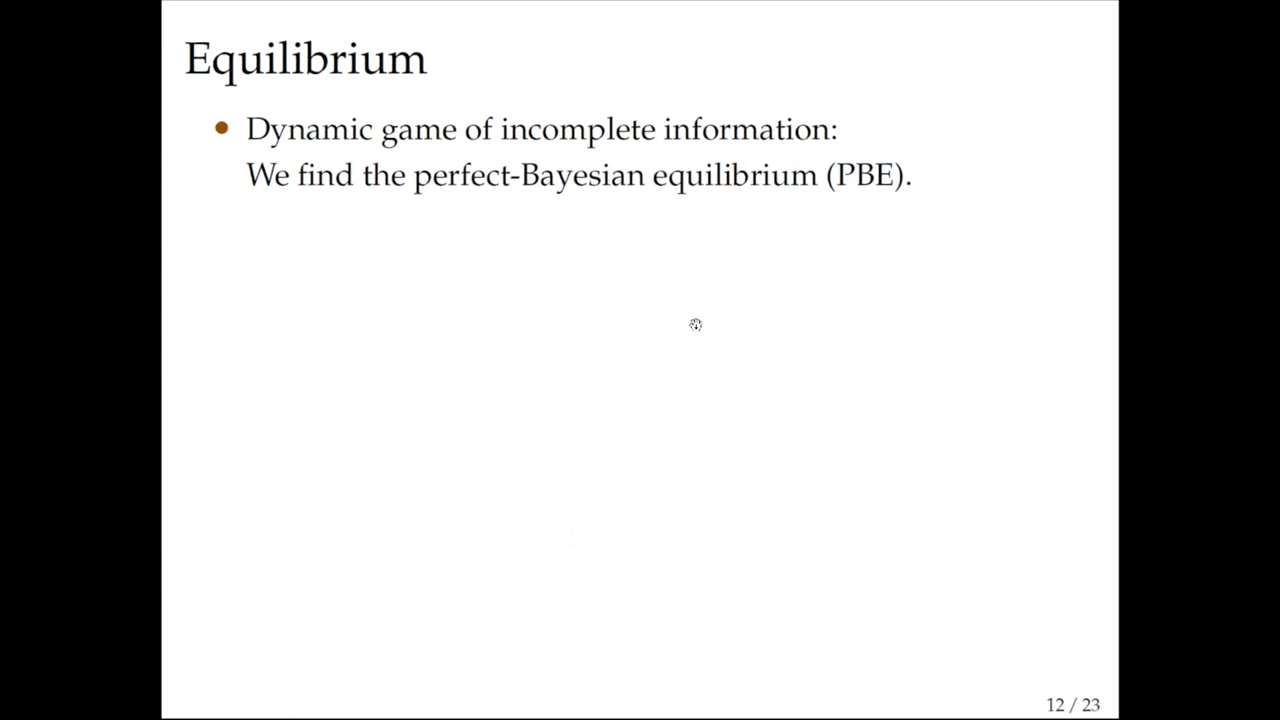 Equilibrium
• Dynamic game of incomplete information:
We find the perfect-Bayesian equilibrium (PBE).
12 / 23